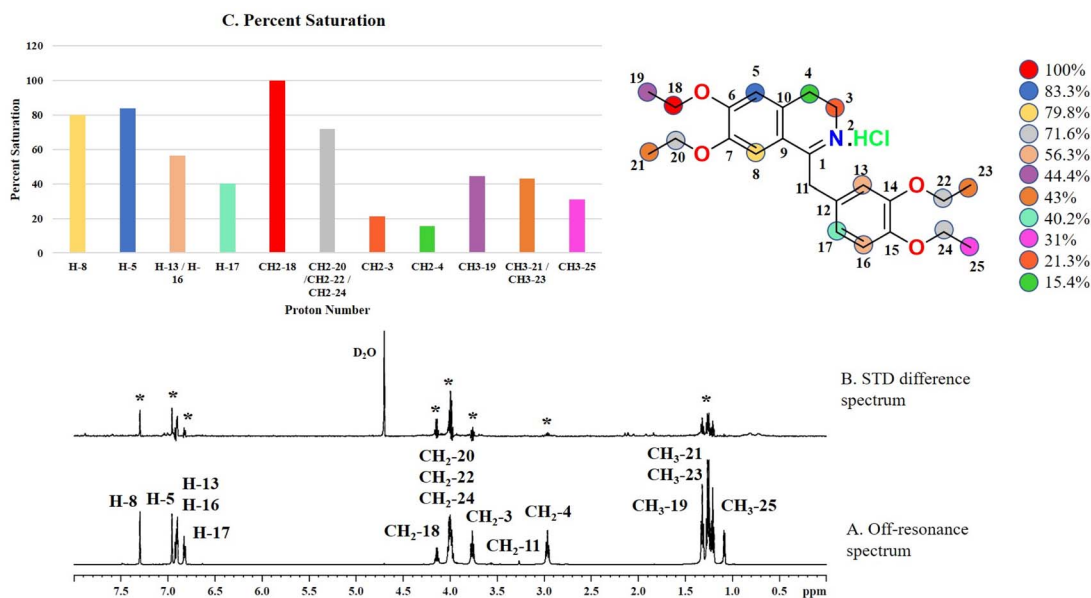 C. Percent Saturation
Percent Saturation
120
100
80
60
40
20
0
H-8
H-5
H-13 / H-
16
H-17
CH2-18
CH2-20
/CH2-22 /
CH2-24
CH2-3
CH2-4
CH3-19
CH3-21 /
CH3-23
CH3-25
Proton Number
19
18
O
6
5
10
4
3
2
N
.HCl
21
20
O
7
8
9
1
11
13
12
14
O
22
23
17
16
15
O
24
25
100%
83.3%
79.8%
71.6%
56.3%
44.4%
43%
40.2%
31%
21.3%
15.4%
D₂O
* * * * * * * *
B. STD difference
spectrum
H-8
H-5
H-13
H-16
H-17
CH₂-18
CH₂-20
CH₂-22
CH₂-24
CH₂-3
CH₂-11
CH₂-4
CH₃-21
CH₃-23
CH₃-19
CH₃-25
A. Off-resonance
spectrum
7.5 7.0 6.5 6.0 5.5 5.0 4.5 4.0 3.5 3.0 2.5 2.0 1.5 1.0 0.5 ppm